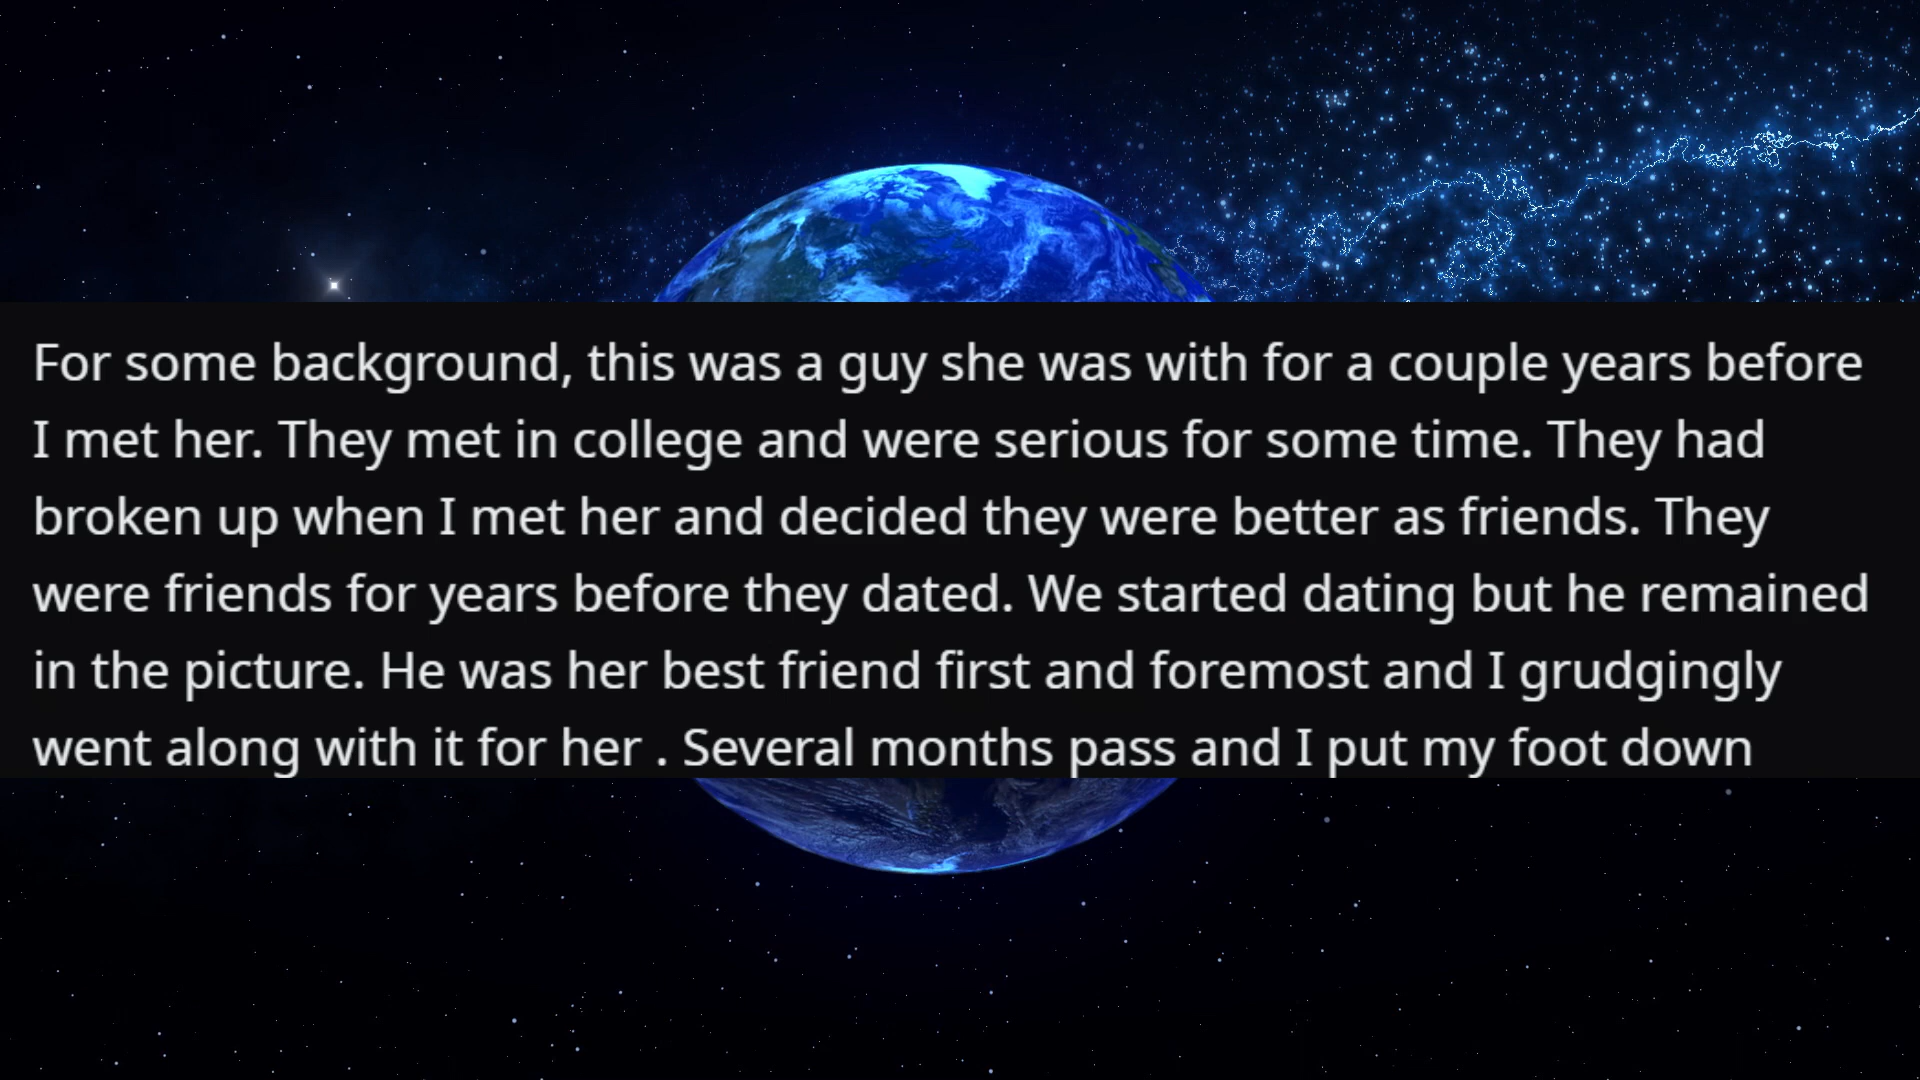 For some background, this was a guy she was with for a couple years before
I met her. They met in college and were serious for some time. They had
broken up when I met her and decided they were better as friends. They
were friends for years before they dated. We started dating but he remained
in the picture. He was her best friend first and foremost and I grudgingly
went along with it for her . Several months pass and I put my foot down